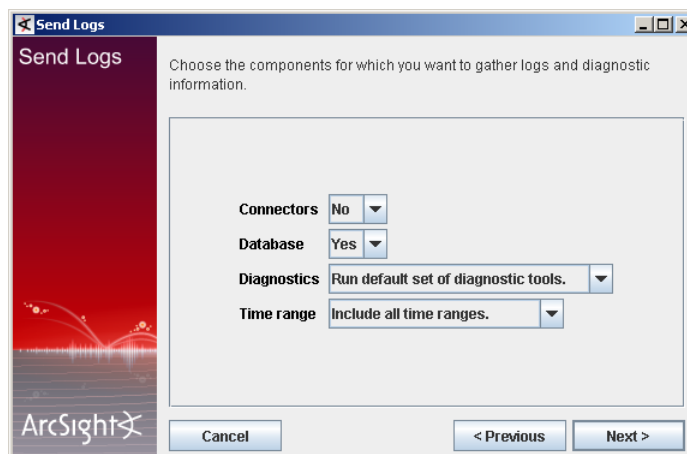 Send Logs
Send Logs
Choose the components for which you want to gather logs and diagnostic
information.
Connectors No
Database Yes
Diagnostics Run default set of diagnostic tools.
Time range Include all time ranges.
ArcSight
Cancel < Previous Next >